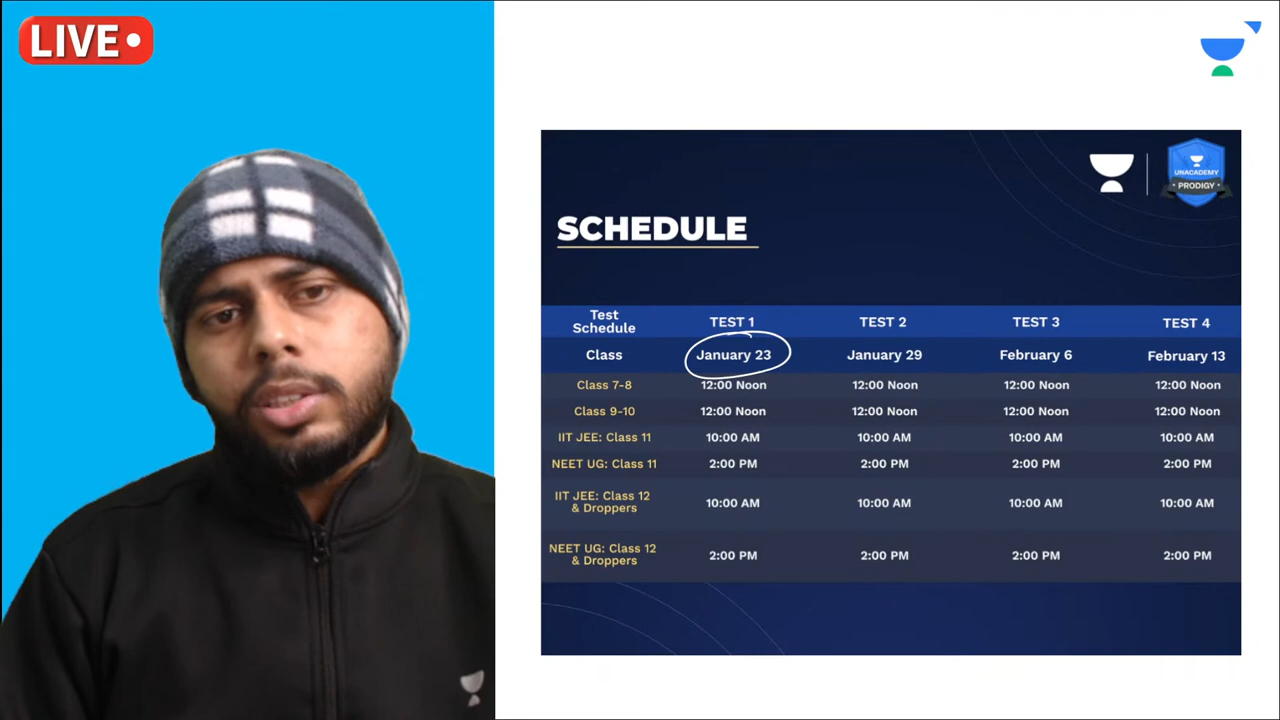 LIVE
UNACADEMY
PRODIGY
SCHEDULE
Test Schedule TEST 1 TEST 2 TEST 3 TEST 4
Class January 23 January 29 February 6 February 13
Class 7-8 12:00 Noon 12:00 Noon 12:00 Noon 12:00 Noon
Class 9-10 12:00 Noon 12:00 Noon 12:00 Noon 12:00 Noon
IIT JEE: Class 11 10:00 AM 10:00 AM 10:00 AM 10:00 AM
NEET UG: Class 11 2:00 PM 2:00 PM 2:00 PM 2:00 PM
IIT JEE: Class 12 & Droppers 10:00 AM 10:00 AM 10:00 AM 10:00 AM
NEET UG: Class 12 & Droppers 2:00 PM 2:00 PM 2:00 PM 2:00 PM